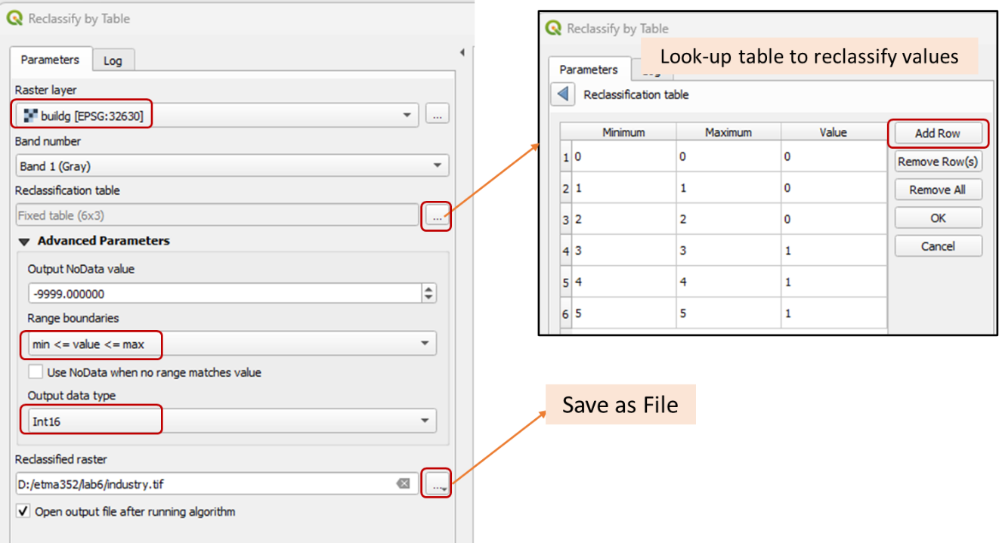 Reclassify by Table
Parameters
Log
Raster layer
buildg [EPSG:32630]
...
Band number
Band 1 (Gray)
Reclassification table
Fixed table (6x3)
...
Advanced Parameters
Output NoData value
-9999.000000
Range boundaries
min <= value <= max
Use NoData when no range matches value
Output data type
Int16
Reclassified raster
D:/etma352/lab6/industry.tif
...
Open output file after running algorithm
Reclassify by Table
Look-up table to reclassify values
Parameters
Reclassification table
Minimum Maximum Value
1 0 0 0
2 1 1 0
3 2 2 0
4 3 3 1
5 4 4 1
6 5 5 1
Add Row
Remove Row(s)
Remove All
OK
Cancel
Save as File